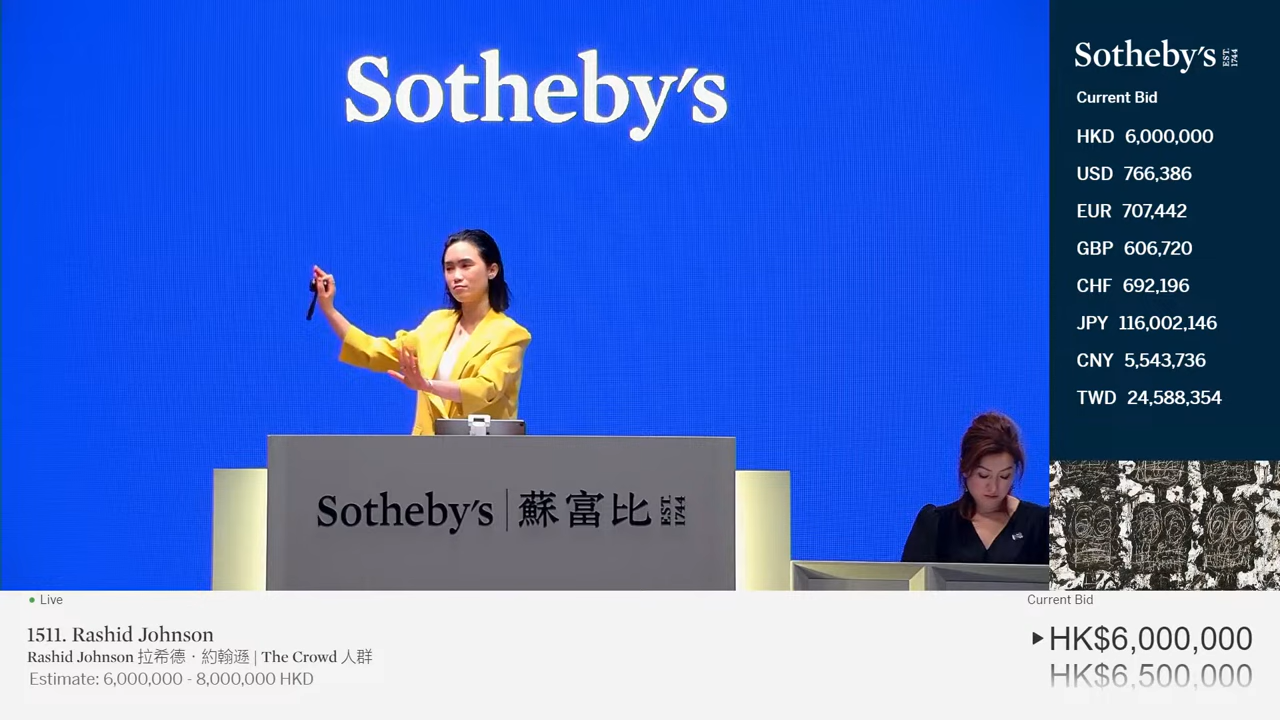 Sotheby's
Sotheby's | 蘇富比 EST. 1744
Sotheby's EST. 1744
Current Bid
HKD 6,000,000
USD 766,386
EUR 707,442
GBP 606,720
CHF 692,196
JPY 116,002,146
CNY 5,543,736
TWD 24,588,354
Live
1511. Rashid Johnson
Rashid Johnson 拉希德·約翰遜 | The Crowd 人群
Estimate: 6,000,000 - 8,000,000 HKD
Current Bid
HK$6,000,000
HK$6,500,000